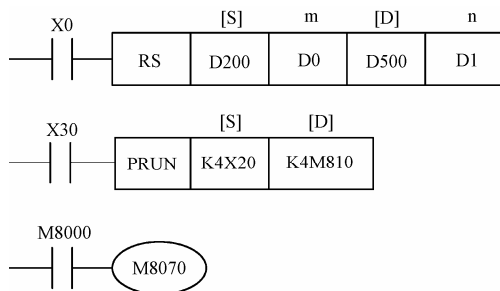 X0 [S] m [D] n
RS D200 D0 D500 D1
X30 [S] [D]
PRUN K4X20 K4M810
M8000
M8070